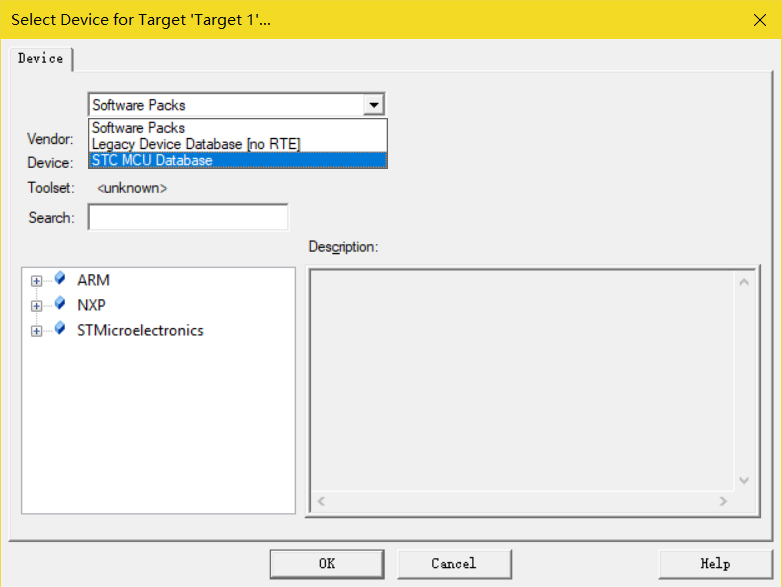 Select Device for Target 'Target 1'...
Device
Software Packs
Software Packs
Legacy Device Database [no RTE]
STC MCU Database
Vendor:
Device:
Toolset: <unknown>
Search:
Description:
ARM
NXP
STMicroelectronics
OK
Cancel
Help